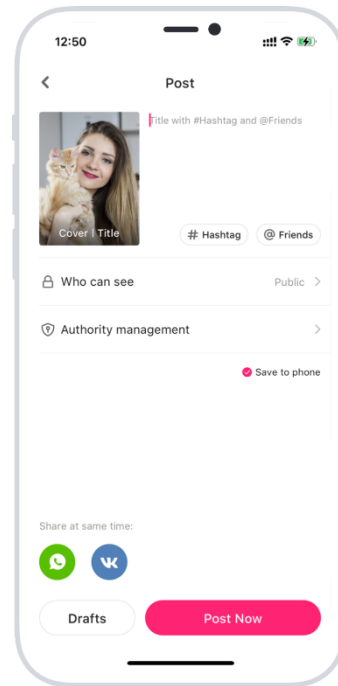 12:50
Post
Title with #Hashtag and @Friends
Cover | Title
# Hashtag
@ Friends
Who can see
Public
Authority management
Save to phone
Share at same time:
Drafts
Post Now